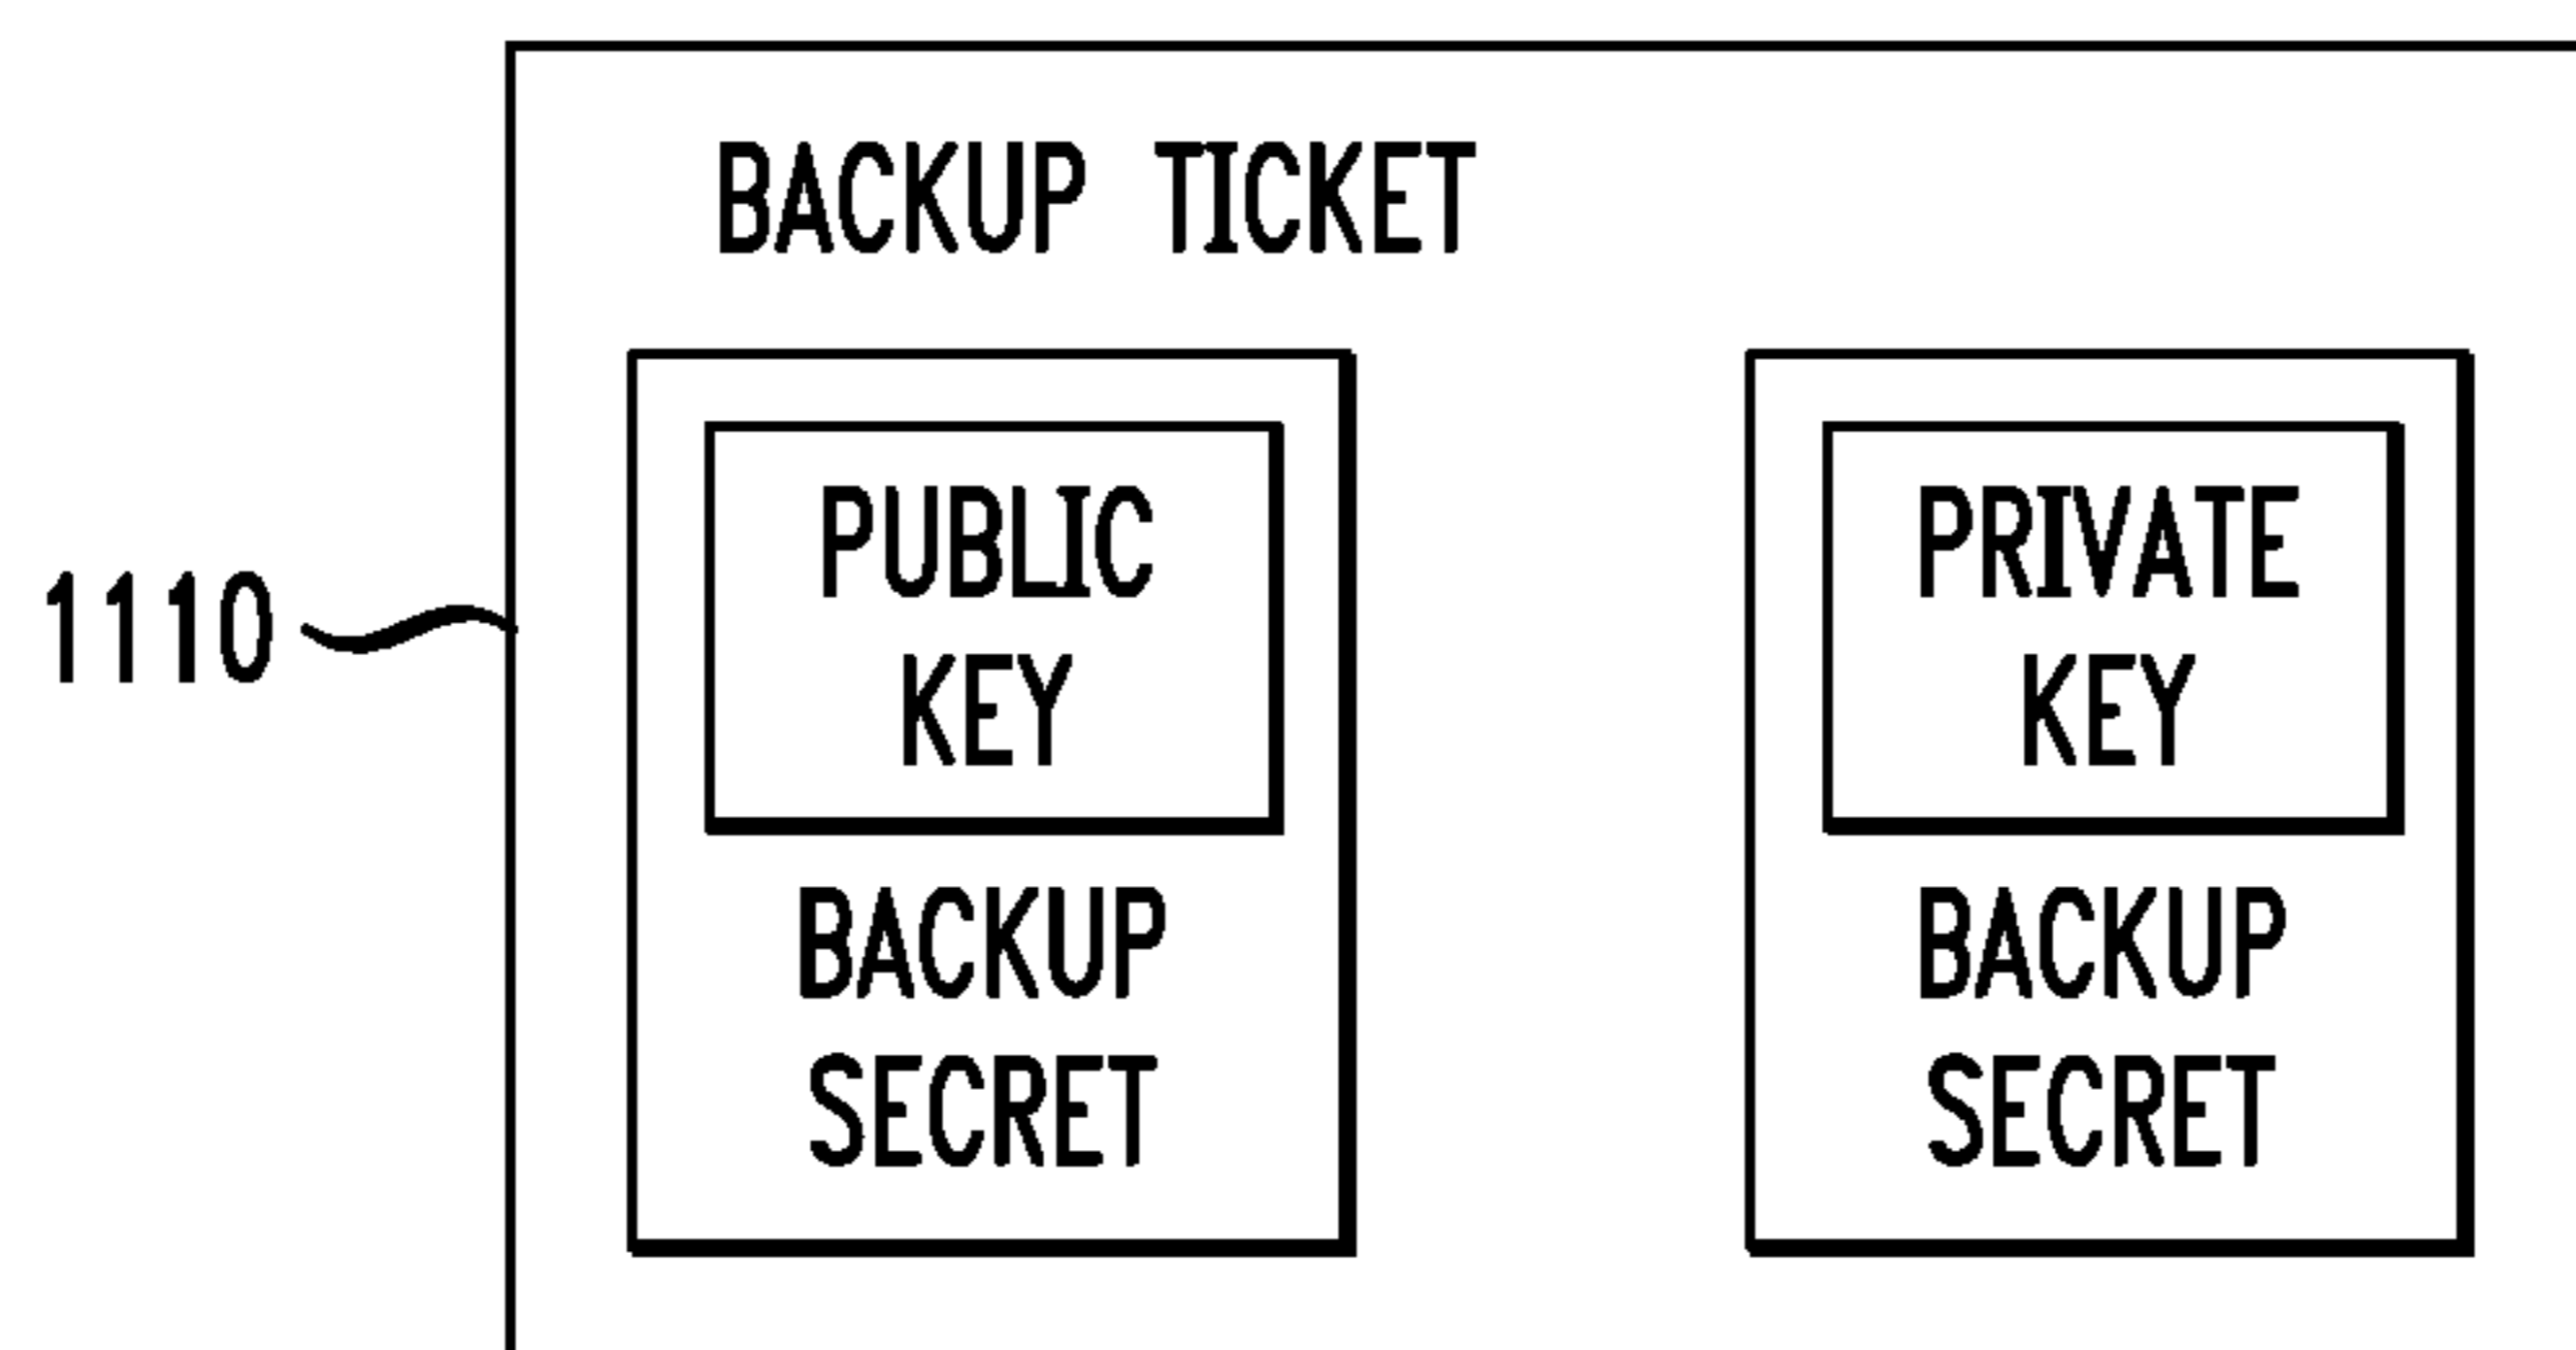 BACKUP TICKET
PUBLIC
KEY
BACKUP
SECRET
PRIVATE
KEY
BACKUP
SECRET
1110